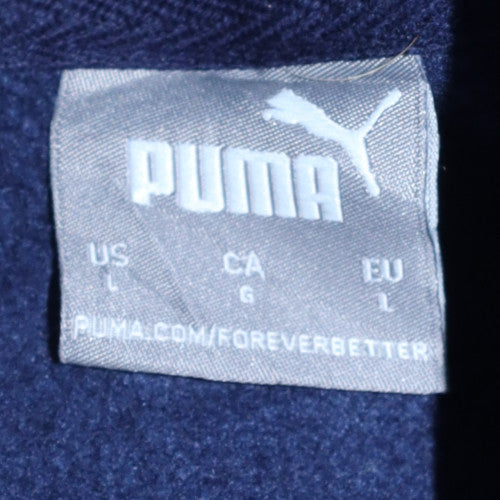 PUMA
US CA EU
L G L
PUMA.COM/FOREVERBETTER